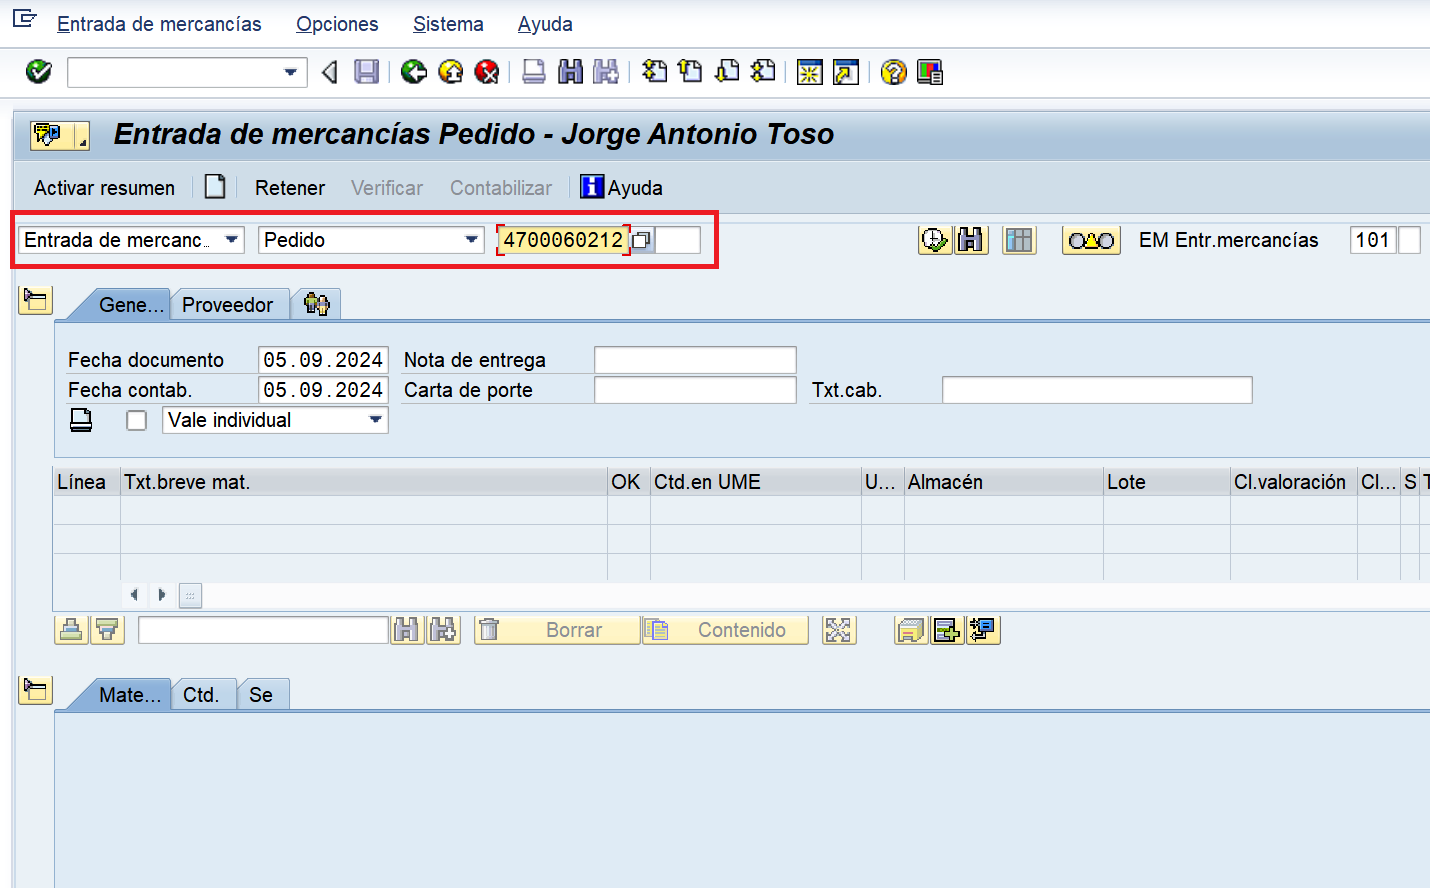 Entrada de mercancías Opciones Sistema Ayuda
Entrada de mercancías Pedido - Jorge Antonio Toso
Activar resumen Retener Verificar Contabilizar Ayuda
Entrada de mercanc... Pedido 4700060212 EM Entr.mercancías 101
Gene... Proveedor
Fecha documento 05.09.2024 Nota de entrega
Fecha contab. 05.09.2024 Carta de porte Txt.cab.
Vale individual
Línea Txt.breve mat. OK Ctd.en UME U... Almacén Lote Cl.valoración Cl... S T
Borrar Contenido
Mate... Ctd. Se